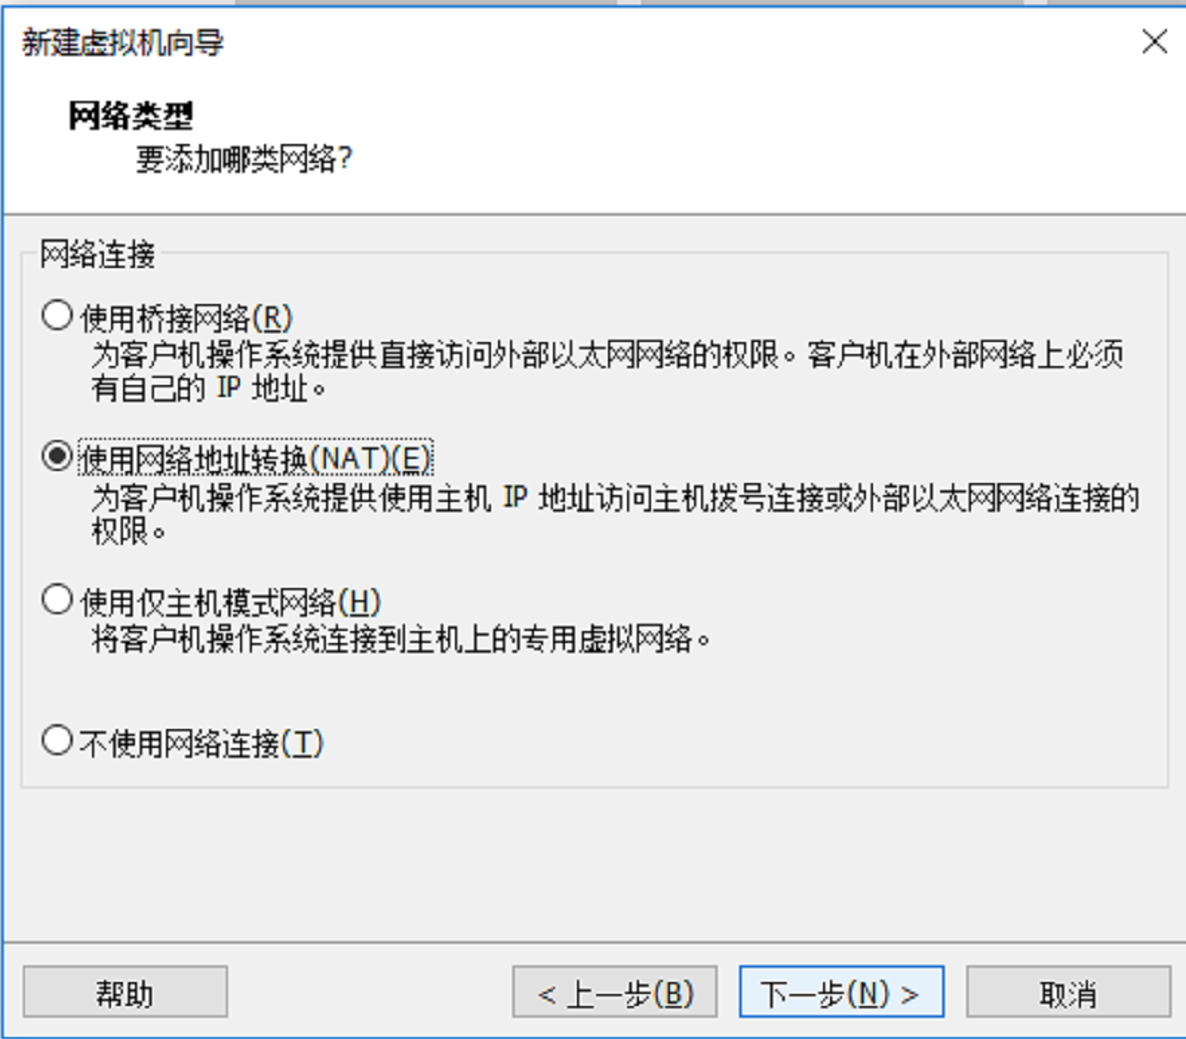 新建虚拟机向导
网络类型
要添加哪类网络?
网络连接
使用桥接网络(R)
为客户机操作系统提供直接访问外部以太网网络的权限。客户机在外部网络上必须
有自己的 IP 地址。
使用网络地址转换(NAT)(E)
为客户机操作系统提供使用主机 IP 地址访问主机拨号连接或外部以太网网络连接的
权限。
使用仅主机模式网络(H)
将客户机操作系统连接到主机上的专用虚拟网络。
不使用网络连接(T)
帮助
< 上一步(B)
下一步(N) >
取消